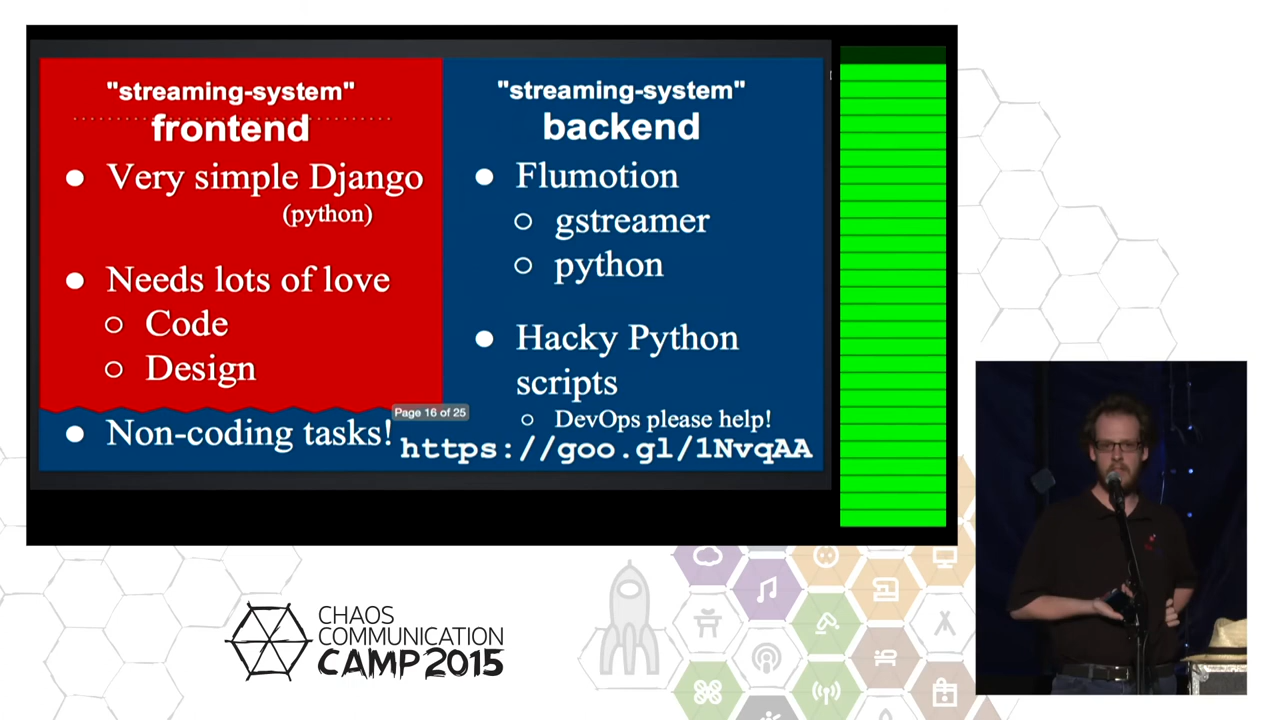 "streaming-system"
frontend
● Very simple Django
(python)
● Needs lots of love
○ Code
○ Design
● Non-coding tasks!
"streaming-system"
backend
● Flumotion
○ gstreamer
○ python
● Hacky Python
scripts
○ DevOps please help!
Page 16 of 25
https://goo.gl/1NvqAA
CHAOS
COMMUNICATION
CAMP 2015